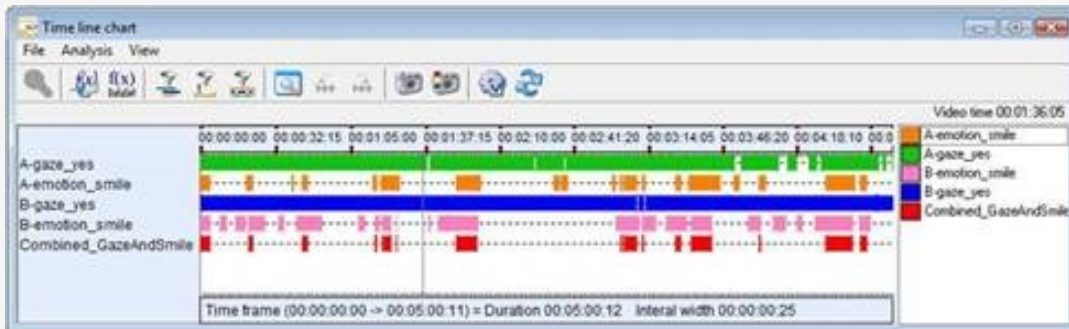 Time line chart
File Analysis View
Video time 00:01:36:05
00:00:00:00 00:00:32:15 00:01:05:00 00:01:37:15 00:02:10:00 00:02:41:20 00:03:14:05 00:03:46:20 00:04:18:10 00:0
A-gaze_yes
A-emotion_smile
B-gaze_yes
B-emotion_smile
Combined_GazeAndSmile
A-emotion_smile
A-gaze_yes
B-emotion_smile
B-gaze_yes
Combined_GazeAndSmile
Time frame (00:00:00:00 -> 00:05:00:11) = Duration 00:05:00:12 Interal width 00:00:00:25